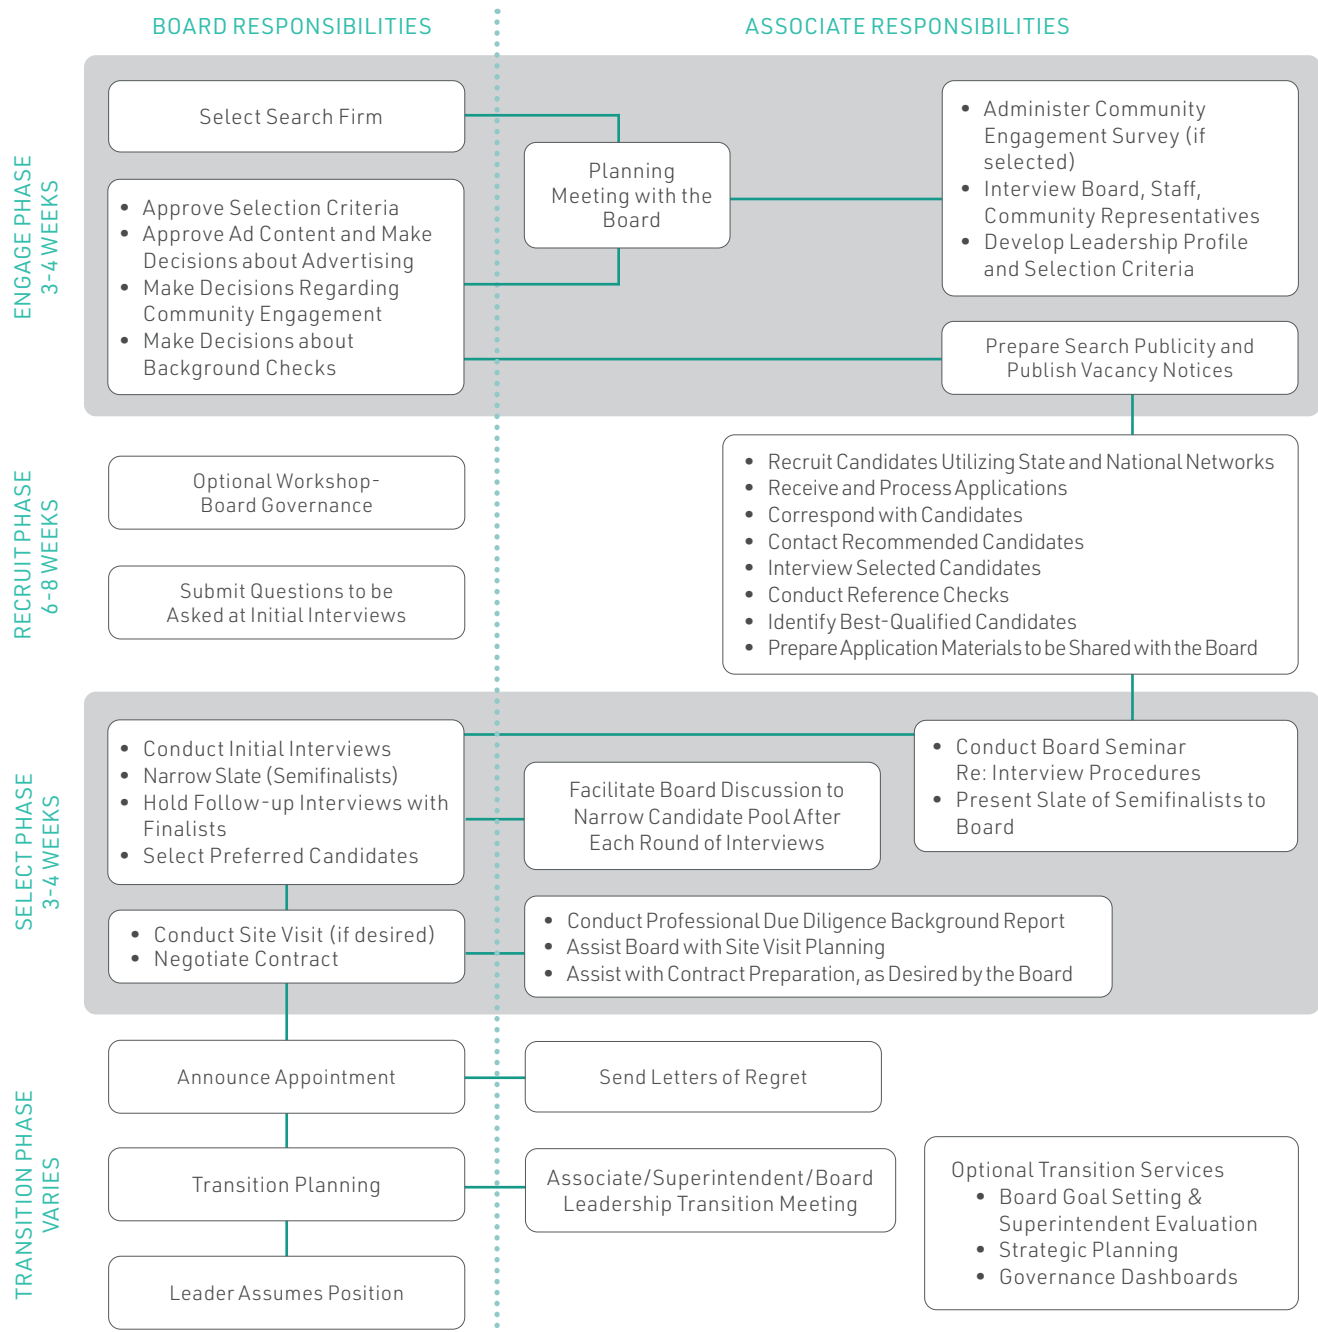 BOARD RESPONSIBILITIES
ASSOCIATE RESPONSIBILITIES
ENGAGE PHASE
3-4 WEEKS
Select Search Firm
• Approve Selection Criteria
• Approve Ad Content and Make
Decisions about Advertising
• Make Decisions Regarding
Community Engagement
• Make Decisions about
Background Checks
Planning
Meeting with the
Board
• Administer Community
Engagement Survey (if
selected)
• Interview Board, Staff,
Community Representatives
• Develop Leadership Profile
and Selection Criteria
Prepare Search Publicity and
Publish Vacancy Notices
RECRUIT PHASE
6-8 WEEKS
Optional Workshop-
Board Governance
Submit Questions to be
Asked at Initial Interviews
• Recruit Candidates Utilizing State and National Networks
• Receive and Process Applications
• Correspond with Candidates
• Contact Recommended Candidates
• Interview Selected Candidates
• Conduct Reference Checks
• Identify Best-Qualified Candidates
• Prepare Application Materials to be Shared with the Board
SELECT PHASE
3-4 WEEKS
• Conduct Initial Interviews
• Narrow Slate (Semifinalists)
• Hold Follow-up Interviews with
Finalists
• Select Preferred Candidates
Facilitate Board Discussion to
Narrow Candidate Pool After
Each Round of Interviews
• Conduct Board Seminar
Re: Interview Procedures
• Present Slate of Semifinalists to
Board
• Conduct Site Visit (if desired)
• Negotiate Contract
• Conduct Professional Due Diligence Background Report
• Assist Board with Site Visit Planning
• Assist with Contract Preparation, as Desired by the Board
TRANSITION PHASE
VARIES
Announce Appointment
Send Letters of Regret
Transition Planning
Associate/Superintendent/Board
Leadership Transition Meeting
Leader Assumes Position
Optional Transition Services
• Board Goal Setting &
Superintendent Evaluation
• Strategic Planning
• Governance Dashboards